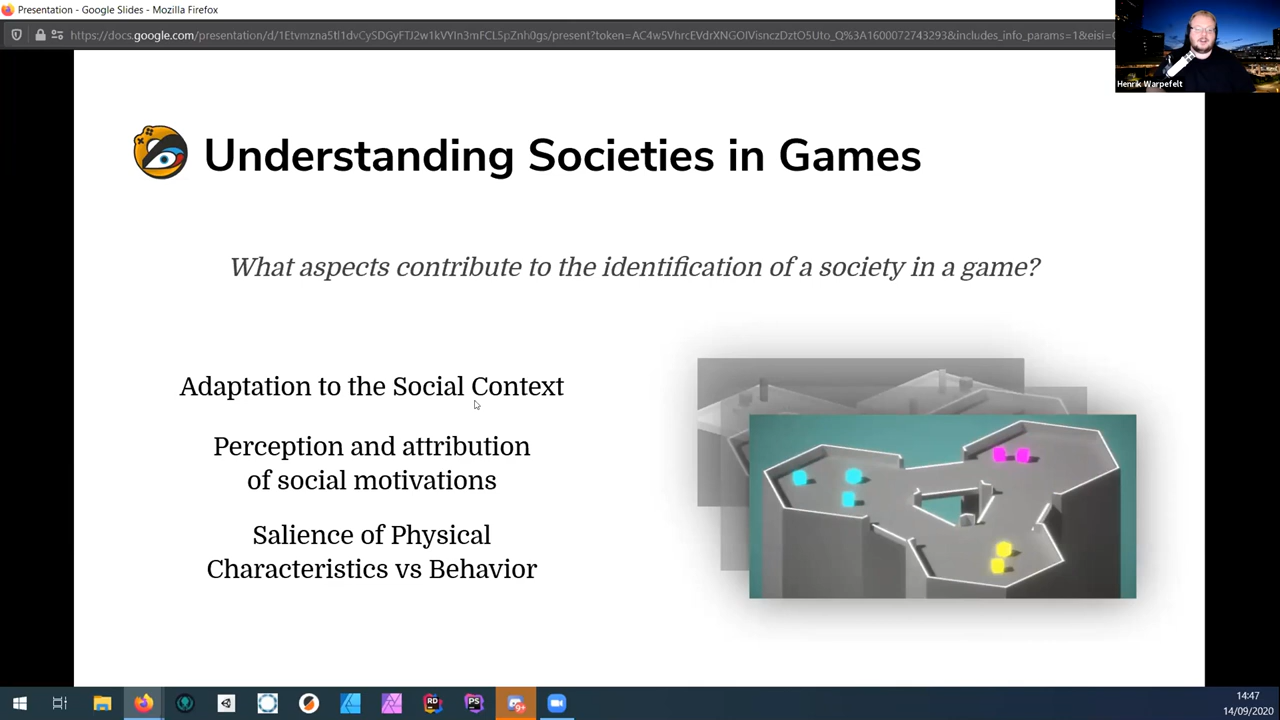 Presentation - Google Slides - Mozilla Firefox
Henrik Warpefelt
Understanding Societies in Games
What aspects contribute to the identification of a society in a game?
Adaptation to the Social Context
Perception and attribution
of social motivations
Salience of Physical
Characteristics vs Behavior
RD
PS
14:47
14/09/2020